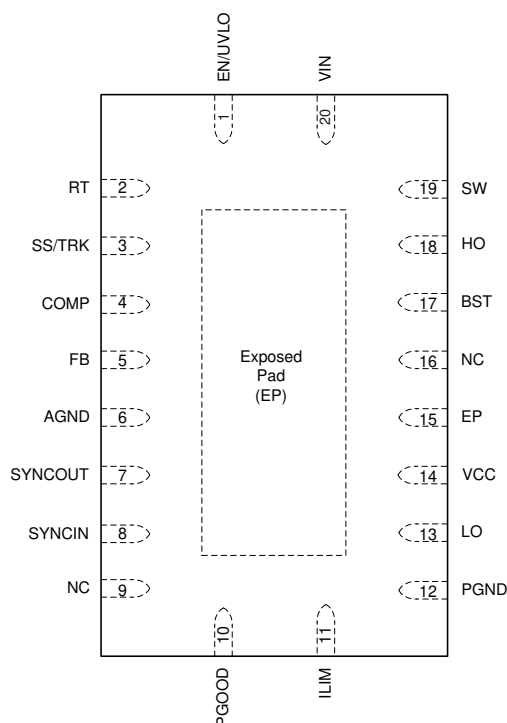 EN/UVLO
VIN
1
20
RT
2
19
SW
SS/TRK
3
18
HO
COMP
4
17
BST
FB
5
16
NC
Exposed
Pad
(EP)
AGND
6
15
EP
SYNCOUT
7
14
VCC
SYNCIN
8
13
LO
NC
9
12
PGND
10
11
PGOOD
ILIM